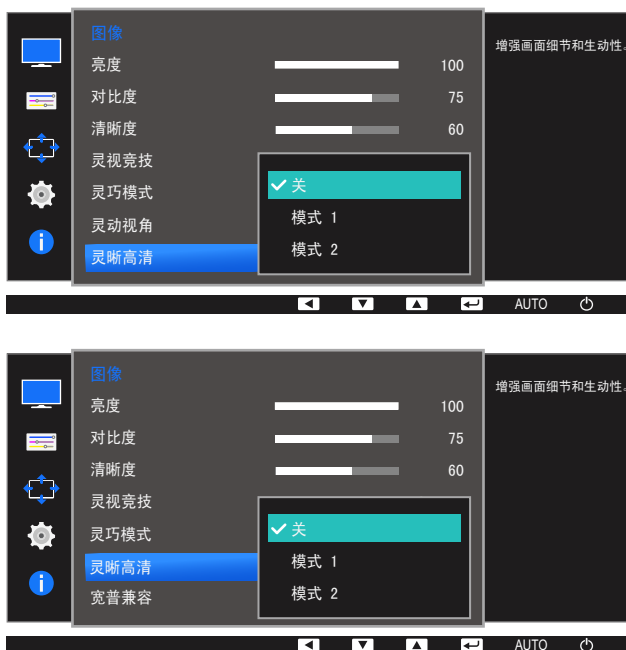 图像
增强画面细节和生动性。
亮度 100
对比度 75
清晰度 60
灵视竞技
灵巧模式 关
灵动视角 模式 1
灵晰高清 模式 2
AUTO
图像
增强画面细节和生动性。
亮度 100
对比度 75
清晰度 60
灵视竞技
灵巧模式 关
灵晰高清 模式 1
宽普兼容 模式 2
AUTO